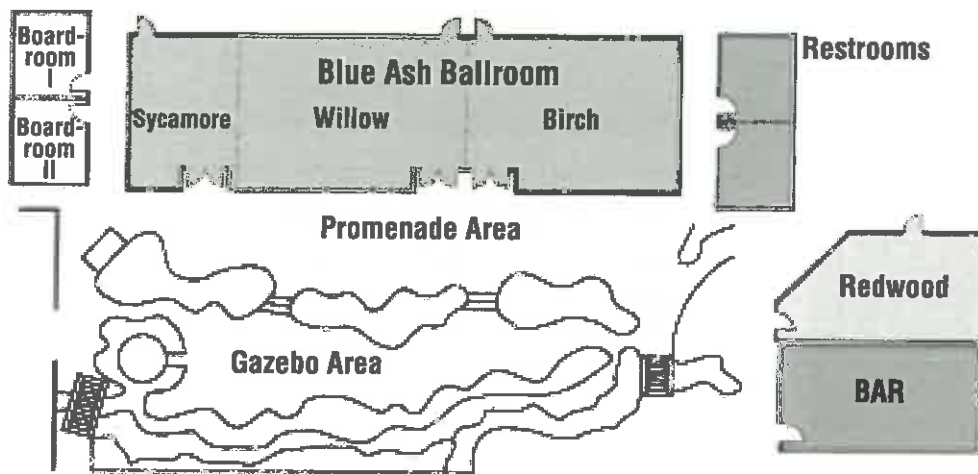 Board-
room
I
Board-
room
II
Blue Ash Ballroom
Sycamore
Willow
Birch
Restrooms
Promenade Area
Redwood
Gazebo Area
BAR